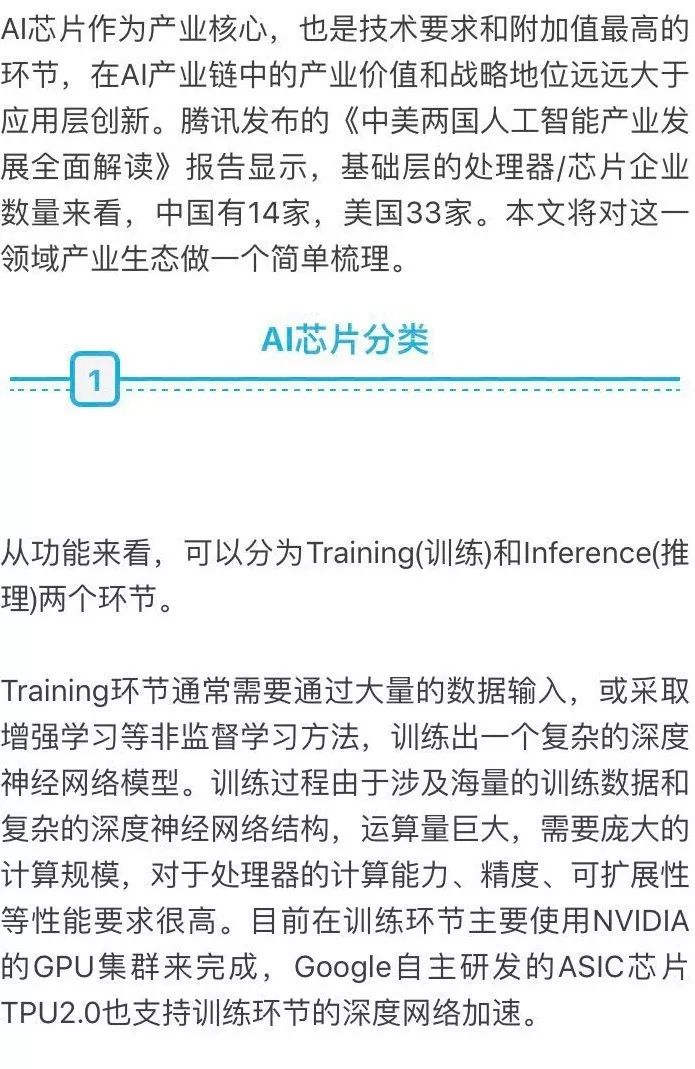 AI芯片作为产业核心，也是技术要求和附加值最高的
环节，在AI产业链中的产业价值和战略地位远远大于
应用层创新。腾讯发布的《中美两国人工智能产业发
展全面解读》报告显示，基础层的处理器/芯片企业
数量来看，中国有14家，美国33家。本文将对这一
领域产业生态做一个简单梳理。
AI芯片分类
1
从功能来看，可以分为Training(训练)和Inference(推
理)两个环节。
Training环节通常需要通过大量的数据输入，或采取
增强学习等非监督学习方法，训练出一个复杂的深度
神经网络模型。训练过程由于涉及海量的训练数据和
复杂的深度神经网络结构，运算量巨大，需要庞大的
计算规模，对于处理器的计算能力、精度、可扩展性
等性能要求很高。目前在训练环节主要使用NVIDIA
的GPU集群来完成，Google自主研发的ASIC芯片
TPU2.0也支持训练环节的深度网络加速。